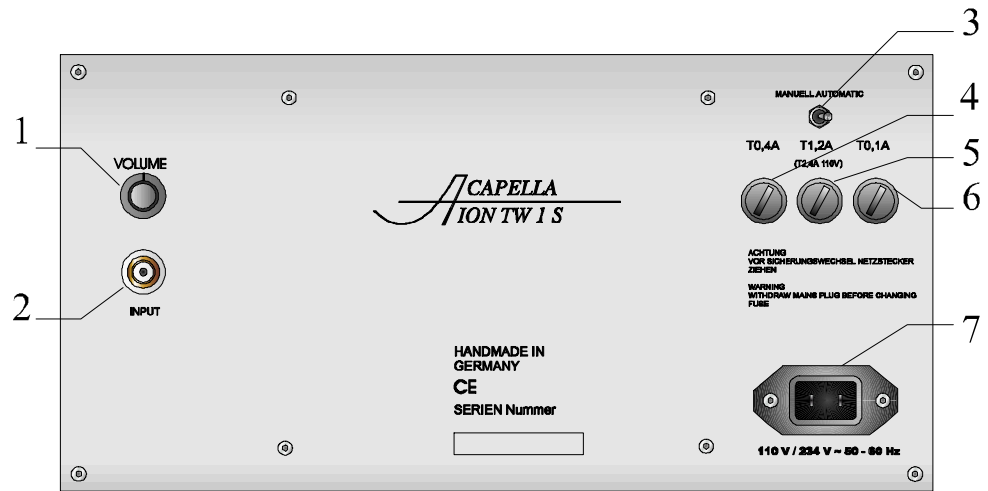 3
MANUELL AUTOMATIC
4
1
VOLUME
T0,4A T1,2A T0,1A
(T2,4A 110V)
5
6
ACAPELLA
ION TW 1 S
2
INPUT
ACHTUNG
VOR SICHERUNGSWECHSEL NETZSTECKER
ZIEHEN
WARNING
WITHDRAW MAINS PLUG BEFORE CHANGING
FUSE
7
HANDMADE IN
GERMANY
CE
SERIEN Nummer
110 V / 234 V ~ 50 - 60 Hz